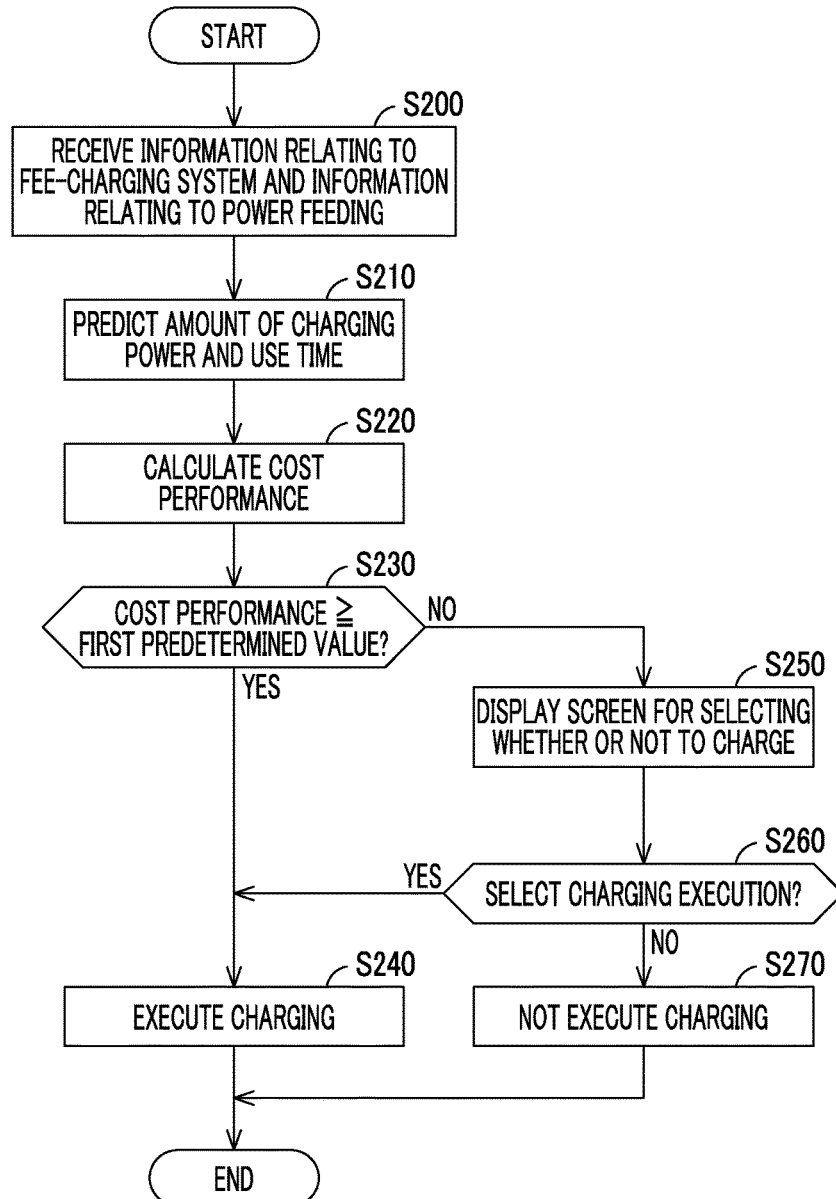 START
S200
RECEIVE INFORMATION RELATING TO
FEE-CHARGING SYSTEM AND INFORMATION
RELATING TO POWER FEEDING
S210
PREDICT AMOUNT OF CHARGING
POWER AND USE TIME
S220
CALCULATE COST
PERFORMANCE
S230
COST PERFORMANCE ≧
FIRST PREDETERMINED VALUE?
NO
YES
S250
DISPLAY SCREEN FOR SELECTING
WHETHER OR NOT TO CHARGE
S260
SELECT CHARGING EXECUTION?
YES
NO
S240
EXECUTE CHARGING
S270
NOT EXECUTE CHARGING
END